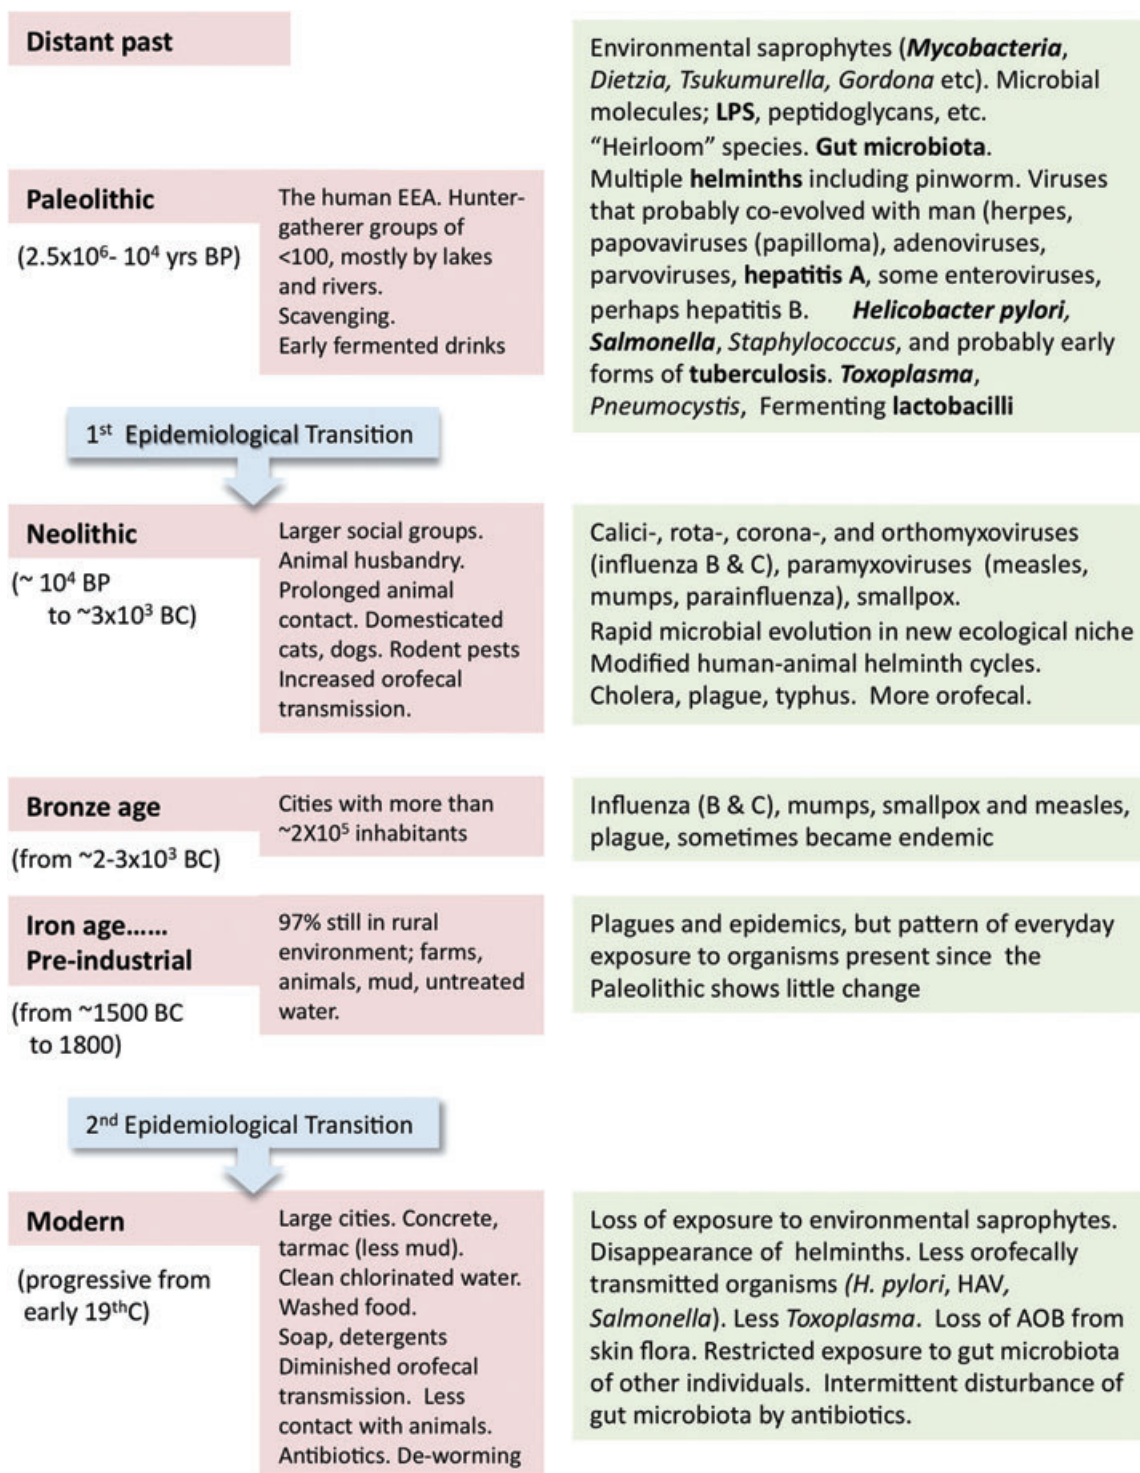 Distant past
Environmental saprophytes (Mycobacteria,
Dietzia, Tsukumurella, Gordona etc). Microbial
molecules; LPS, peptidoglycans, etc.
“Heirloom” species. Gut microbiota.
Multiple helminths including pinworm. Viruses
that probably co-evolved with man (herpes,
papovaviruses (papilloma), adenoviruses,
parvoviruses, hepatitis A, some enteroviruses,
perhaps hepatitis B. Helicobacter pylori,
Salmonella, Staphylococcus, and probably early
forms of tuberculosis. Toxoplasma,
Pneumocystis, Fermenting lactobacilli
Paleolithic
(2.5x10⁶- 10⁴ yrs BP)
The human EEA. Hunter-
gatherer groups of
<100, mostly by lakes
and rivers.
Scavenging.
Early fermented drinks
1st Epidemiological Transition
Neolithic
(~ 10⁴ BP
to ~3x10³ BC)
Larger social groups.
Animal husbandry.
Prolonged animal
contact. Domesticated
cats, dogs. Rodent pests
Increased orofecal
transmission.
Calici-, rota-, corona-, and orthomyxoviruses
(influenza B & C), paramyxoviruses (measles,
mumps, parainfluenza), smallpox.
Rapid microbial evolution in new ecological niche
Modified human-animal helminth cycles.
Cholera, plague, typhus. More orofecal.
Bronze age
(from ~2-3x10³ BC)
Cities with more than
~2X10⁵ inhabitants
Influenza (B & C), mumps, smallpox and measles,
plague, sometimes became endemic
Iron age......
Pre-industrial
(from ~1500 BC
to 1800)
97% still in rural
environment; farms,
animals, mud, untreated
water.
Plagues and epidemics, but pattern of everyday
exposure to organisms present since the
Paleolithic shows little change
2nd Epidemiological Transition
Modern
(progressive from
early 19thC)
Large cities. Concrete,
tarmac (less mud).
Clean chlorinated water.
Washed food.
Soap, detergents
Diminished orofecal
transmission. Less
contact with animals.
Antibiotics. De-worming
Loss of exposure to environmental saprophytes.
Disappearance of helminths. Less orofecally
transmitted organisms (H. pylori, HAV,
Salmonella). Less Toxoplasma. Loss of AOB from
skin flora. Restricted exposure to gut microbiota
of other individuals. Intermittent disturbance of
gut microbiota by antibiotics.